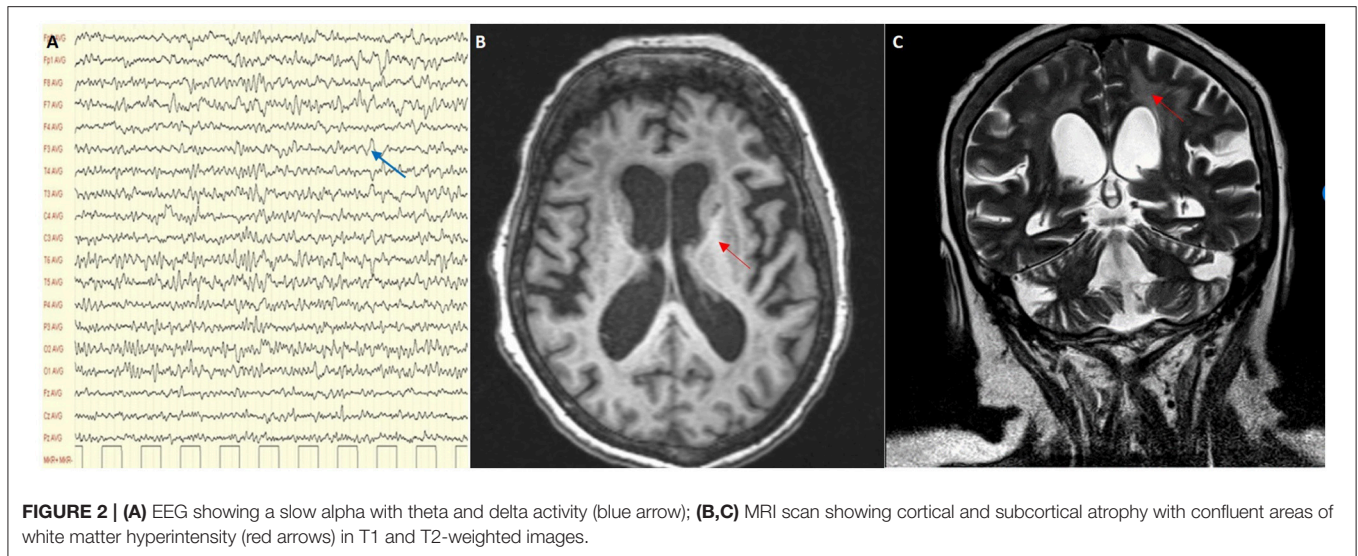 A
B
C
Fp1 AVG
F8 AVG
F7 AVG
F4 AVG
F3 AVG
T4 AVG
T3 AVG
C4 AVG
C3 AVG
T6 AVG
T5 AVG
P4 AVG
P3 AVG
O2 AVG
O1 AVG
Fz AVG
Cz AVG
Pz AVG
MKR+ MKR-
FIGURE 2 | (A) EEG showing a slow alpha with theta and delta activity (blue arrow); (B,C) MRI scan showing cortical and subcortical atrophy with confluent areas of
white matter hyperintensity (red arrows) in T1 and T2-weighted images.